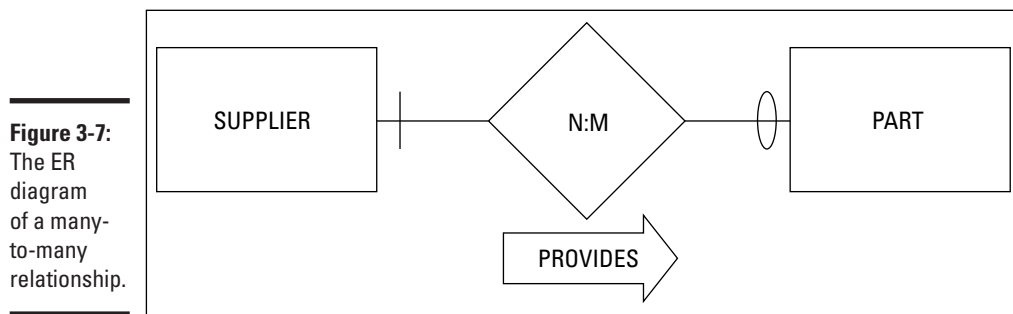 Figure 3-7:
The ER
diagram
of a many-
to-many
relationship.
SUPPLIER
N:M
PART
PROVIDES